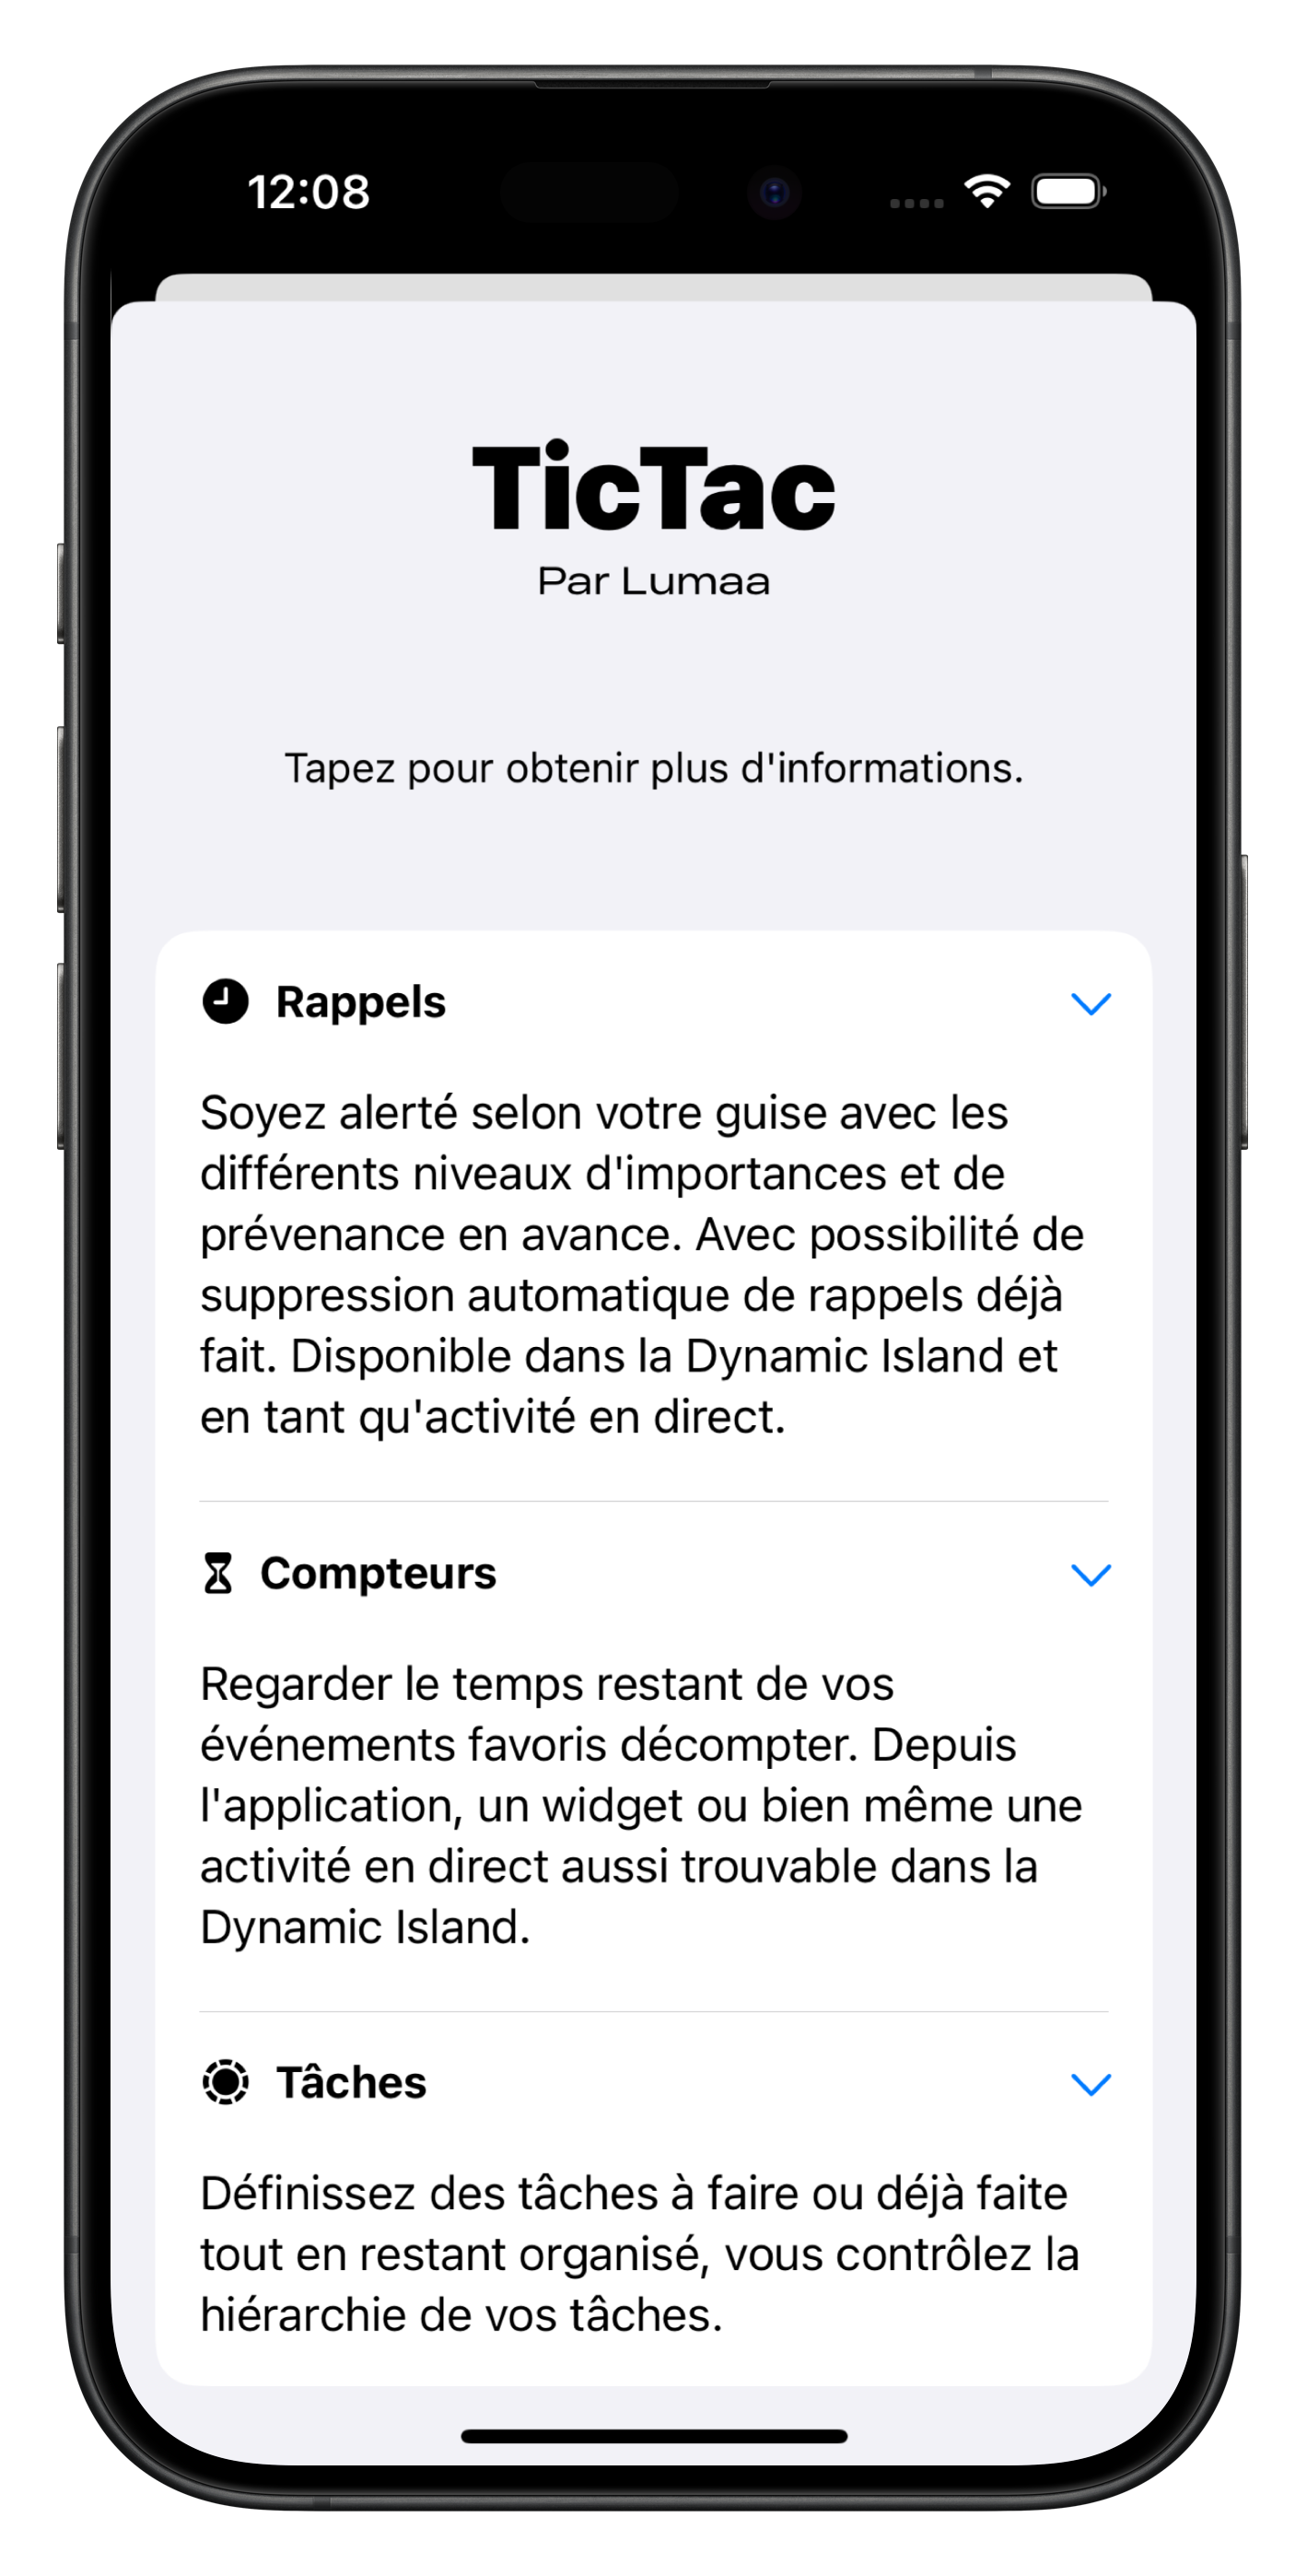 12:08
TicTac
Par Lumaa
Tapez pour obtenir plus d'informations.
Rappels
Soyez alerté selon votre guise avec les
différents niveaux d'importances et de
prévenance en avance. Avec possibilité de
suppression automatique de rappels déjà
fait. Disponible dans la Dynamic Island et
en tant qu'activité en direct.
Compteurs
Regarder le temps restant de vos
événements favoris décompter. Depuis
l'application, un widget ou bien même une
activité en direct aussi trouvable dans la
Dynamic Island.
Tâches
Définissez des tâches à faire ou déjà faite
tout en restant organisé, vous contrôlez la
hiérarchie de vos tâches.